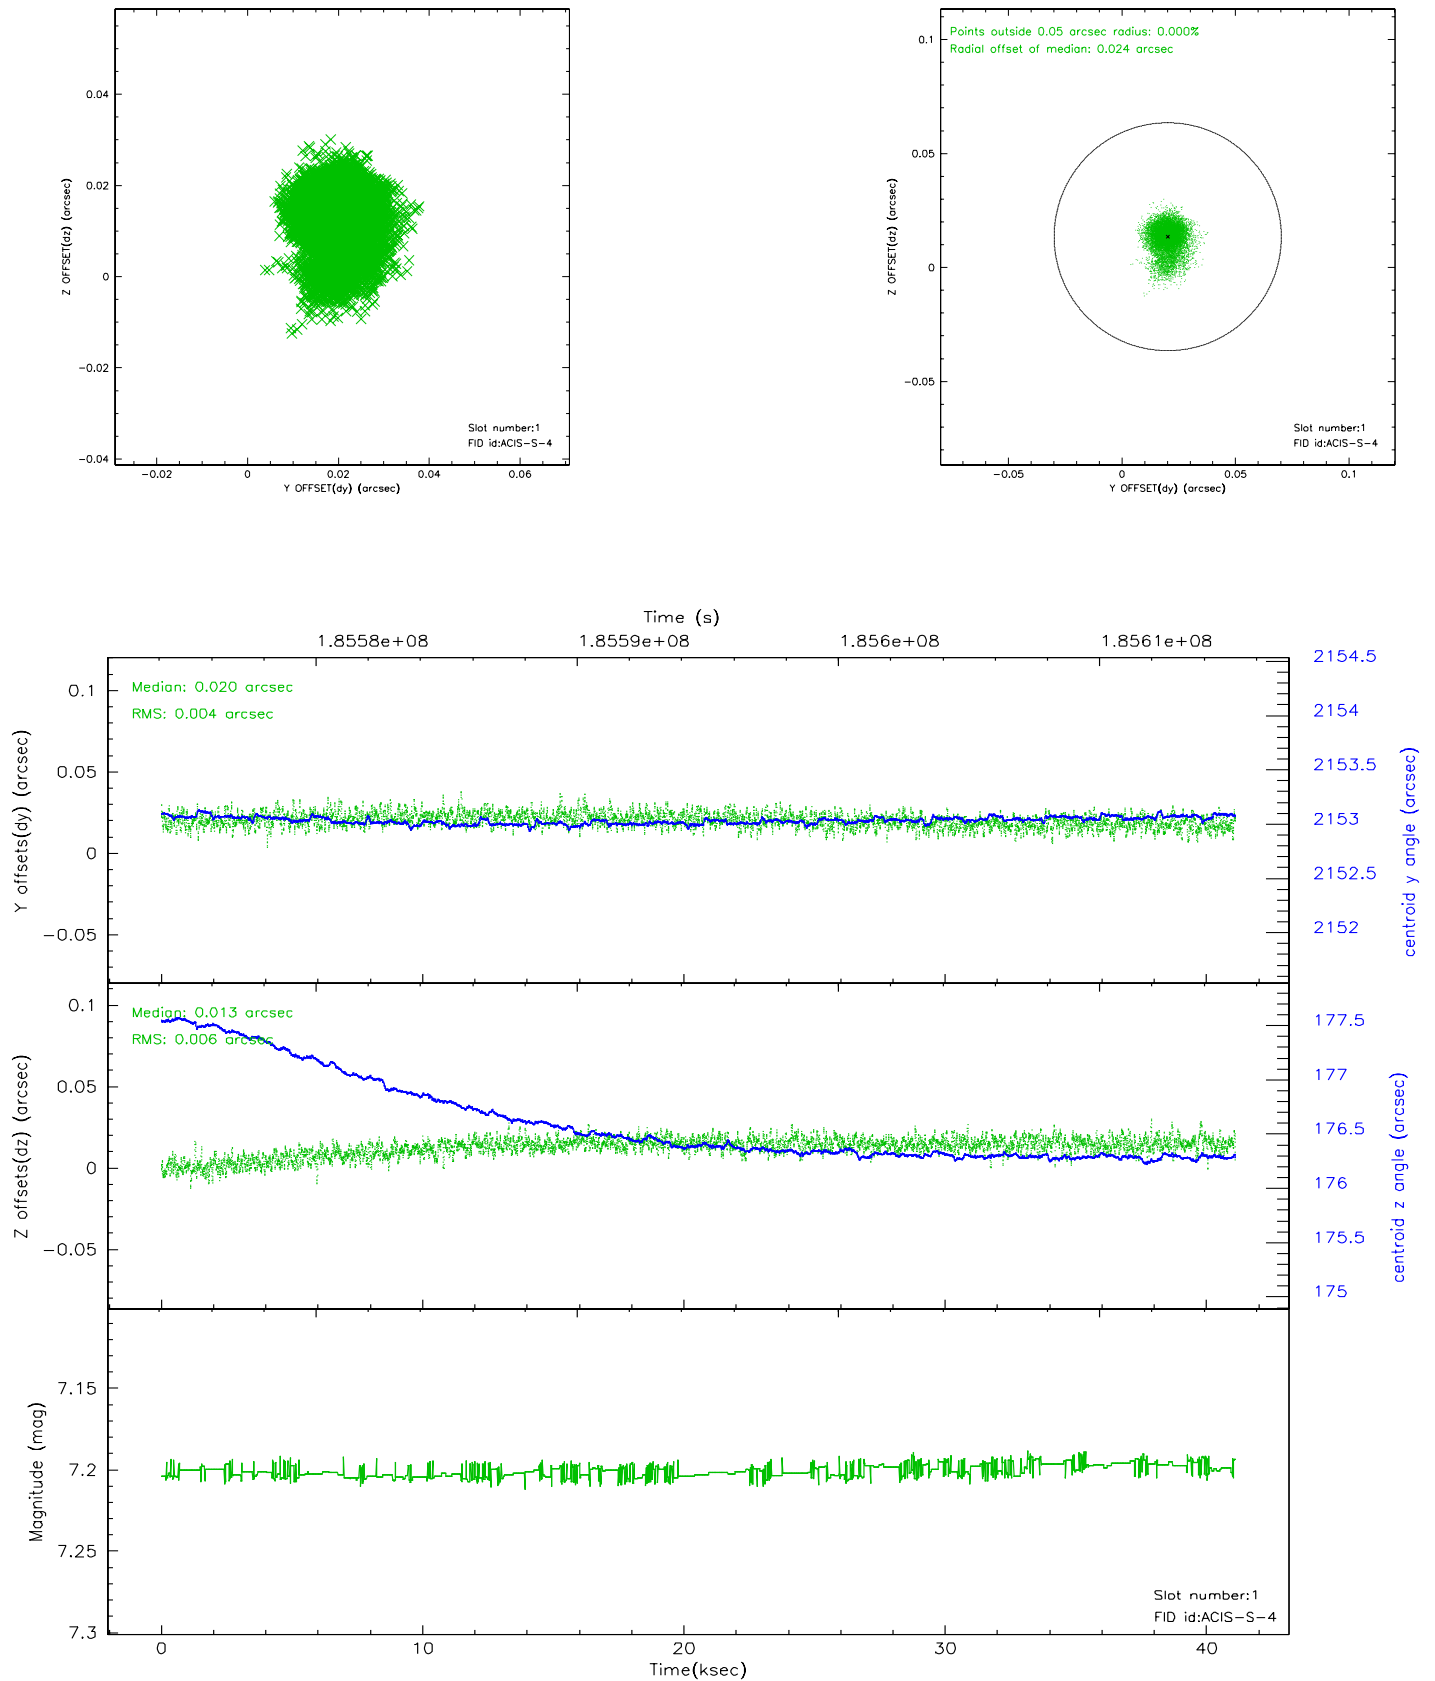 0.04
0.02
0
−0.02
−0.04
Z OFFSET(dz) (arcsec)
Slot number:1
FID id:ACIS−S−4
−0.02 0 0.02 0.04 0.06
Y OFFSET(dy) (arcsec)
Points outside 0.05 arcsec radius: 0.000%
Radial offset of median: 0.024 arcsec
0.1
0.05
0
−0.05
Z OFFSET(dz) (arcsec)
Slot number:1
FID id:ACIS−S−4
−0.05 0 0.05 0.1
Y OFFSET(dy) (arcsec)
Time (s)
1.8558e+08 1.8559e+08 1.856e+08 1.8561e+08
Median: 0.020 arcsec
RMS: 0.004 arcsec
0.1
0.05
0
−0.05
Y offsets(dy) (arcsec)
2154.5
2154
2153.5
2153
2152.5
2152
centroid y angle (arcsec)
Median: 0.013 arcsec
RMS: 0.006 arcsec
0.1
0.05
0
−0.05
Z offsets(dz) (arcsec)
177.5
177
176.5
176
175.5
175
centroid z angle (arcsec)
7.15
7.2
7.25
7.3
Magnitude (mag)
Slot number:1
FID id:ACIS−S−4
0 10 20 30 40
Time(ksec)